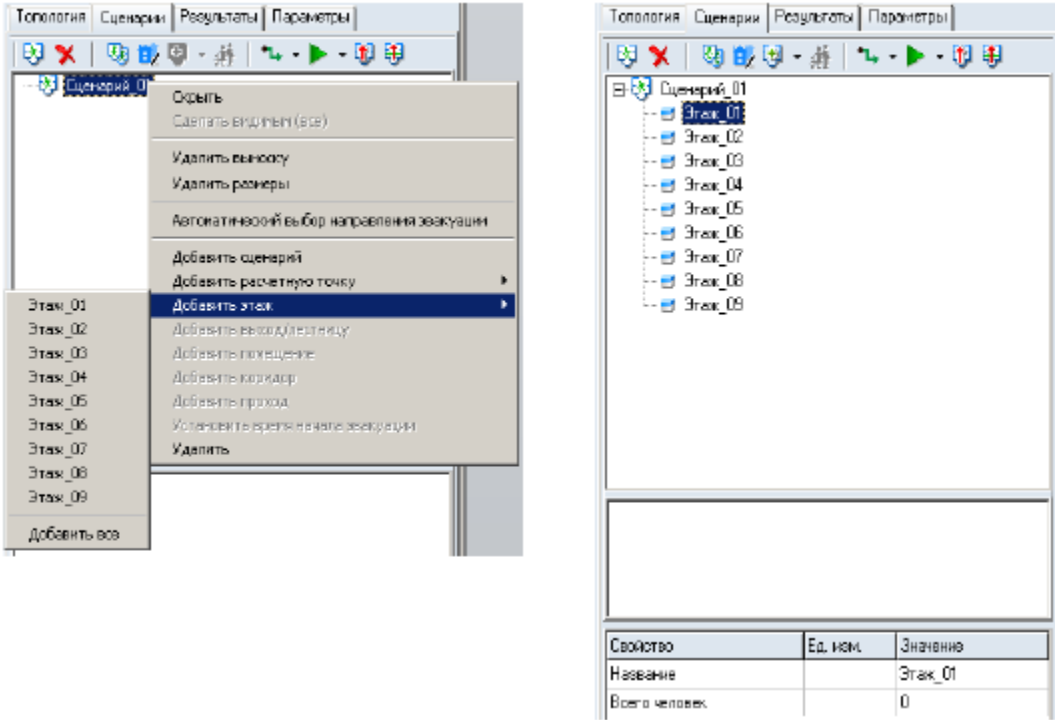 Топология Сценарии Результаты Параметры
Сценарий_0
Скрыть
Сделать видимым (все)
Удалить выноску
Удалить размеры
Автоматический выбор направления эвакуации
Добавить сценарий
Добавить расчетную точку
Добавить этаж
Добавить выход/лестницу
Добавить помещение
Добавить коридор
Добавить проход
Установить время начала эвакуации
Удалить
Этаж_01
Этаж_02
Этаж_03
Этаж_04
Этаж_05
Этаж_06
Этаж_07
Этаж_08
Этаж_09
Добавить все
Топология Сценарии Результаты Параметры
Сценарий_01
Этаж_01
Этаж_02
Этаж_03
Этаж_04
Этаж_05
Этаж_06
Этаж_07
Этаж_08
Этаж_09
Свойство Ед. изм. Значение
Название Этаж_01
Всего человек 0